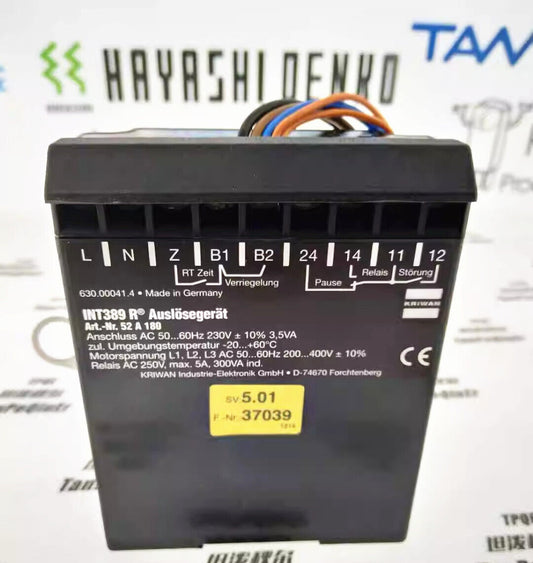 HAYASHI DENKO
TAM
L N Z B1 B2 24 14 11 12
RT Zeit
L Relais Störung
Verriegelung
Pause
630.00041.4 • Made in Germany
KRIWAN
INT389 R® Auslösegerät
Art.-Nr. 52 A 180
Anschluss AC 50...60Hz 230V ± 10% 3,5VA
zul. Umgebungstemperatur -20...+60°C
Motorspannung L1, L2, L3 AC 50...60Hz 200...400V ± 10%
Relais AC 250V, max. 5A, 300VA ind.
CE
KRIWAN Industrie-Elektronik GmbH • D-74670 Forchtenberg
SV 5.01
F.-Nr. 37039
1214